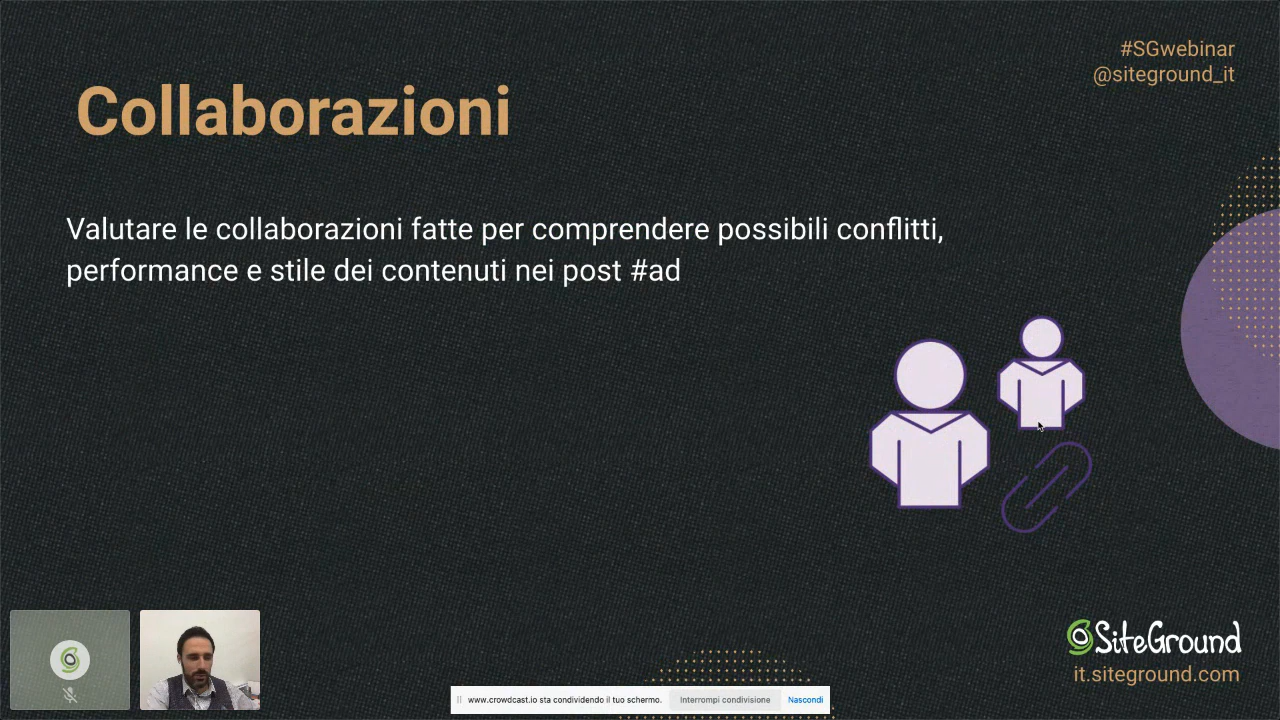 #SGwebinar
@siteground_it
Collaborazioni
Valutare le collaborazioni fatte per comprendere possibili conflitti,
performance e stile dei contenuti nei post #ad
SiteGround
it.siteground.com
www.crowdcast.io sta condividendo il tuo schermo. Interrompi condivisione Nascondi